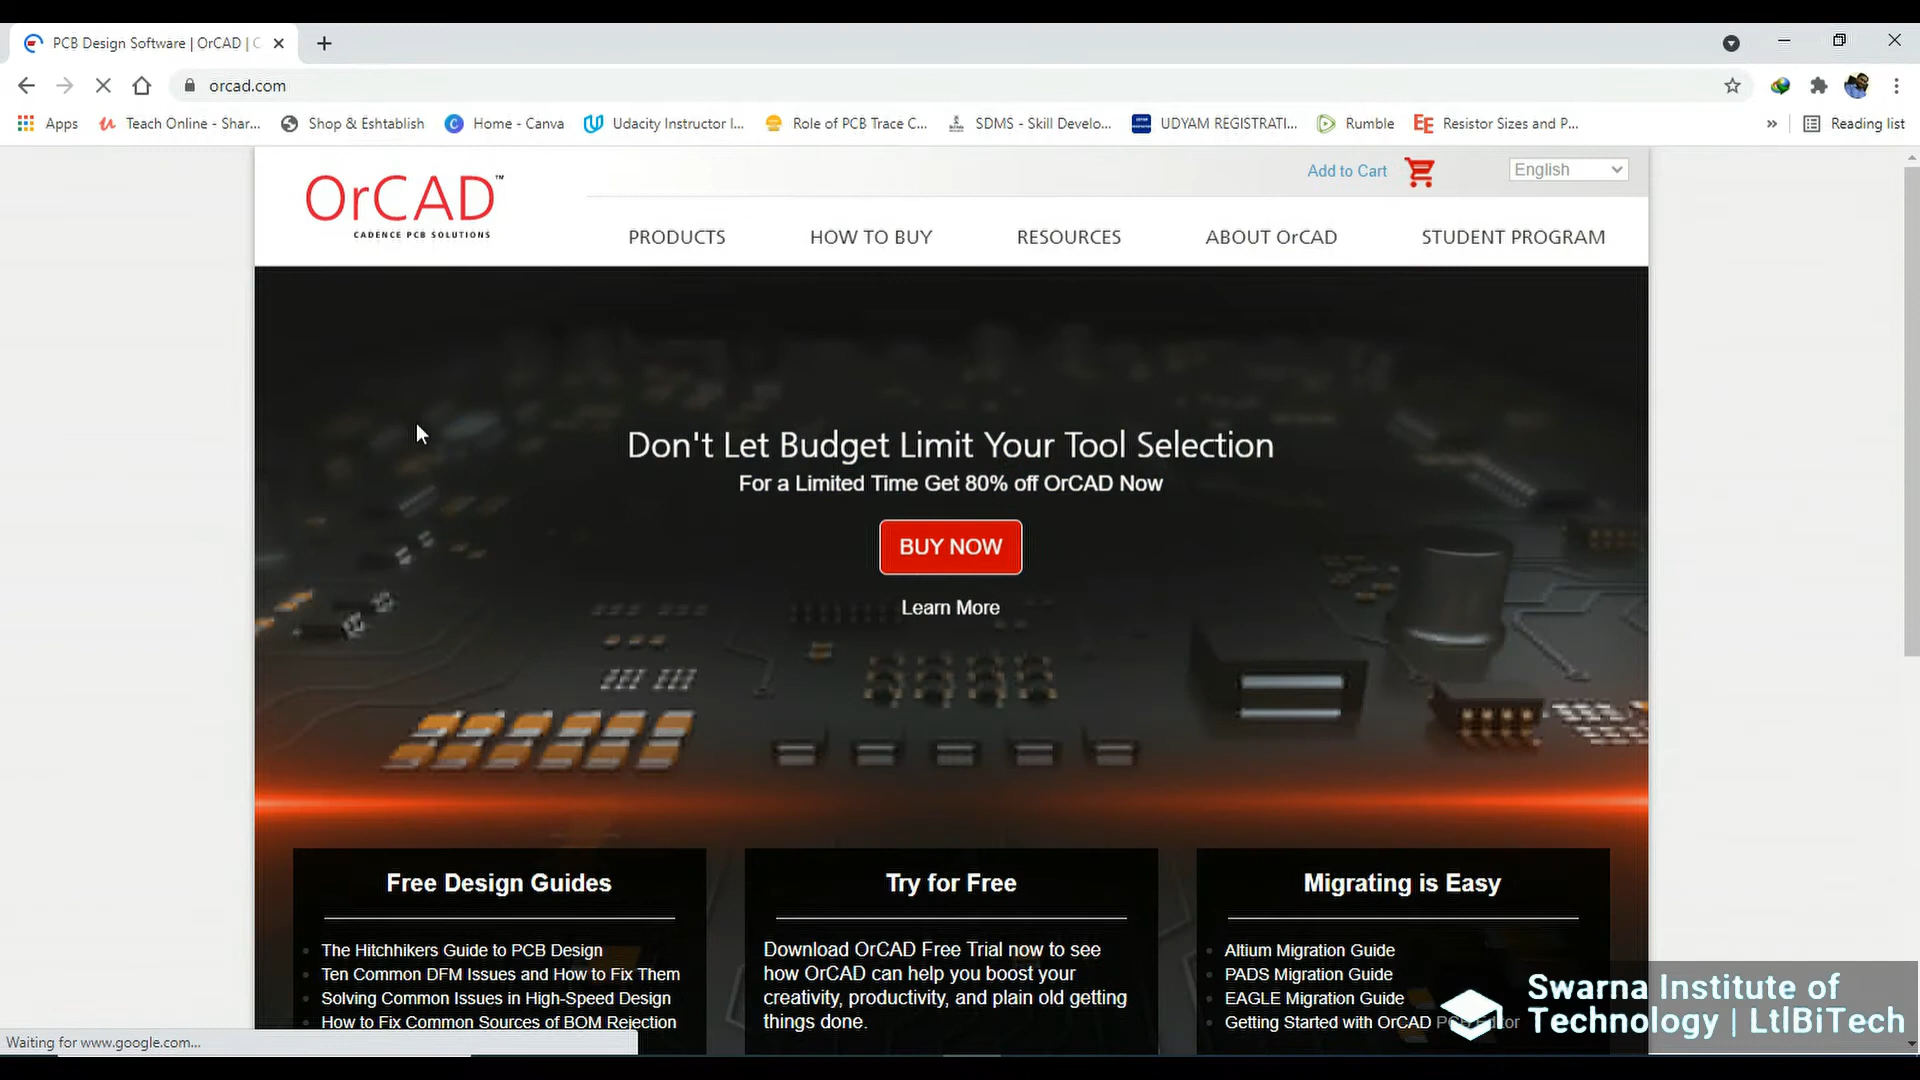 PCB Design Software | OrCAD | C
orcad.com
Apps
Teach Online - Shar...
Shop & Eshtablish
Home - Canva
Udacity Instructor I...
Role of PCB Trace C...
SDMS - Skill Develo...
UDYAM REGISTRATI...
Rumble
EE
Resistor Sizes and P...
»
Reading list
OrCAD™
CADENCE PCB SOLUTIONS
Add to Cart
English
PRODUCTS
HOW TO BUY
RESOURCES
ABOUT OrCAD
STUDENT PROGRAM
Don't Let Budget Limit Your Tool Selection
For a Limited Time Get 80% off OrCAD Now
BUY NOW
Learn More
Free Design Guides
The Hitchhikers Guide to PCB Design
Ten Common DFM Issues and How to Fix Them
Solving Common Issues in High-Speed Design
How to Fix Common Sources of BOM Rejection
Try for Free
Download OrCAD Free Trial now to see
how OrCAD can help you boost your
creativity, productivity, and plain old getting
things done.
Migrating is Easy
Altium Migration Guide
PADS Migration Guide
EAGLE Migration Guide
Getting Started with OrCAD PCB Editor
Waiting for www.google.com...
Swarna Institute of
Technology | LtlBiTech